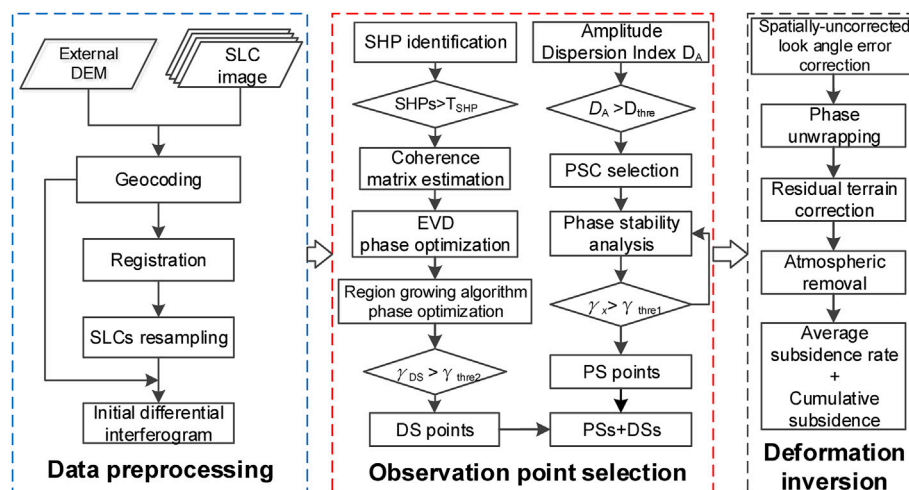 External
DEM
SLC
image
Geocoding
Registration
SLCs resampling
Initial differential
interferogram
Data preprocessing
SHP identification
SHPs>T_SHP
Coherence
matrix estimation
EVD
phase optimization
Region growing algorithm
phase optimization
γ_DS > γ_thre2
DS points
Amplitude
Dispersion Index D_A
D_A >D_thre
PSC selection
Phase stability
analysis
γ_x > γ_thre1
PS points
PSs+DSs
Observation point selection
Spatially-uncorrected
look angle error
correction
Phase
unwrapping
Residual terrain
correction
Atmospheric
removal
Average
subsidence rate
+
Cumulative
subsidence
Deformation
inversion